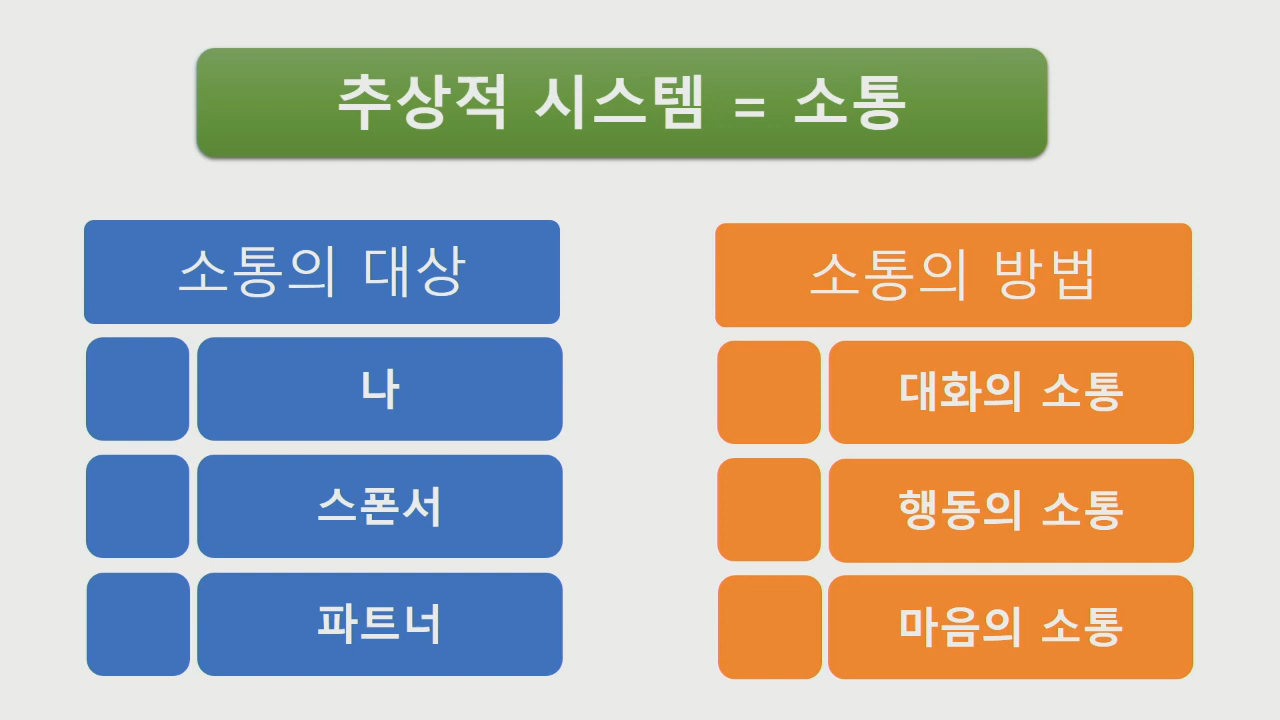 추상적 시스템 = 소통
소통의 대상
나
스폰서
파트너
소통의 방법
대화의 소통
행동의 소통
마음의 소통